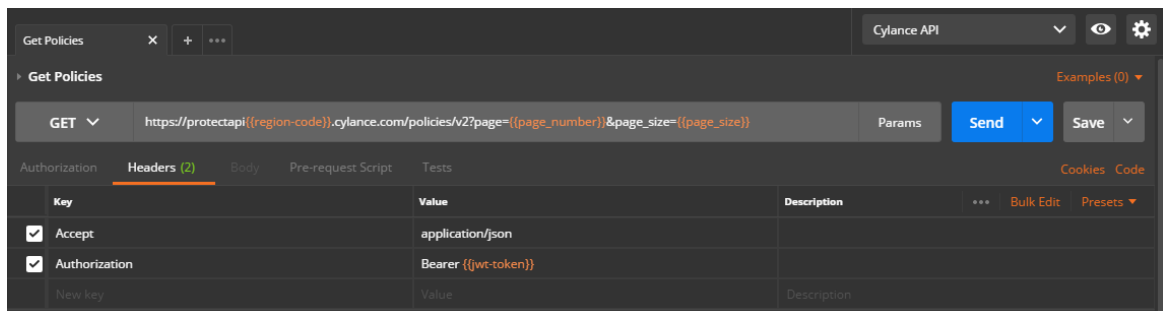 Get Policies × + ••• Cylance API
Get Policies Examples (0)
GET https://protectapi{{region-code}}.cylance.com/policies/v2?page={{page_number}}&page_size={{page_size}} Params Send Save
Authorization Headers (2) Body Pre-request Script Tests Cookies Code
Key Value Description ••• Bulk Edit Presets
Accept application/json
Authorization Bearer {{jwt-token}}
New key Value Description